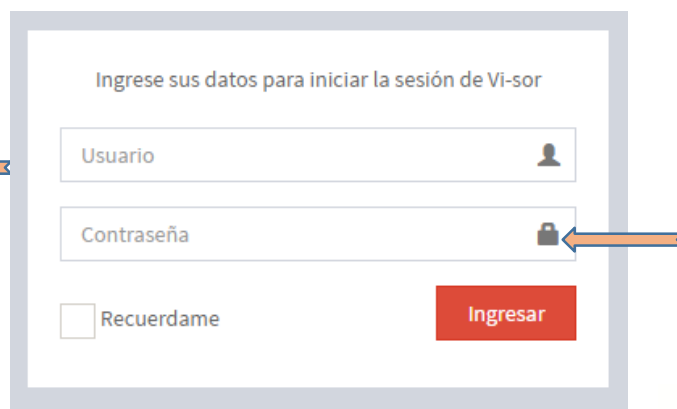 Ingrese sus datos para iniciar la sesión de Vi-sor
Usuario
Contraseña
Recuerdame
Ingresar